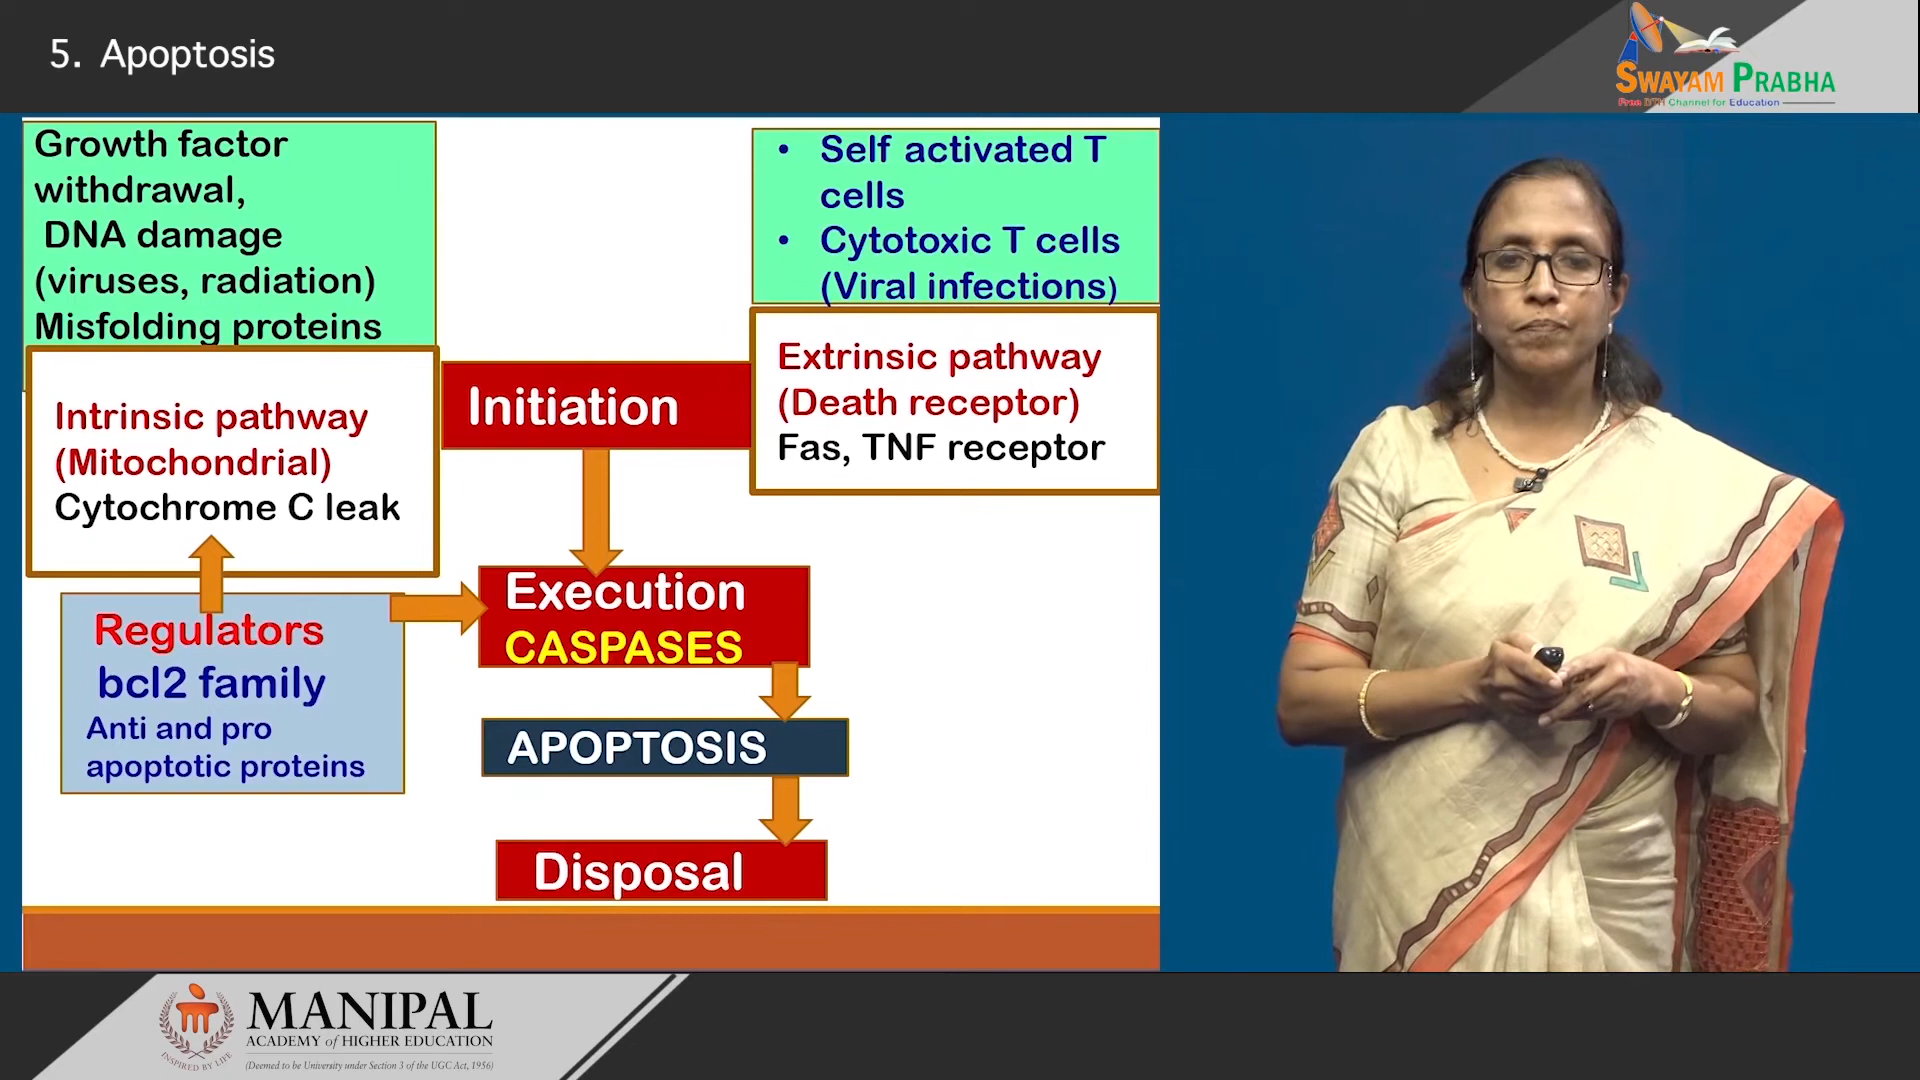 5. Apoptosis
SWAYAM PRABHA
Free DTH Channel for Education
Growth factor
withdrawal,
DNA damage
(viruses, radiation)
Misfolding proteins
• Self activated T
cells
• Cytotoxic T cells
(Viral infections)
Intrinsic pathway
(Mitochondrial)
Cytochrome C leak
Initiation
Extrinsic pathway
(Death receptor)
Fas, TNF receptor
Regulators
bcl2 family
Anti and pro
apoptotic proteins
Execution
CASPASES
APOPTOSIS
Disposal
INSPIRED BY LIFE
MANIPAL
ACADEMY of HIGHER EDUCATION
(Deemed to be University under Section 3 of the UGC Act, 1956)